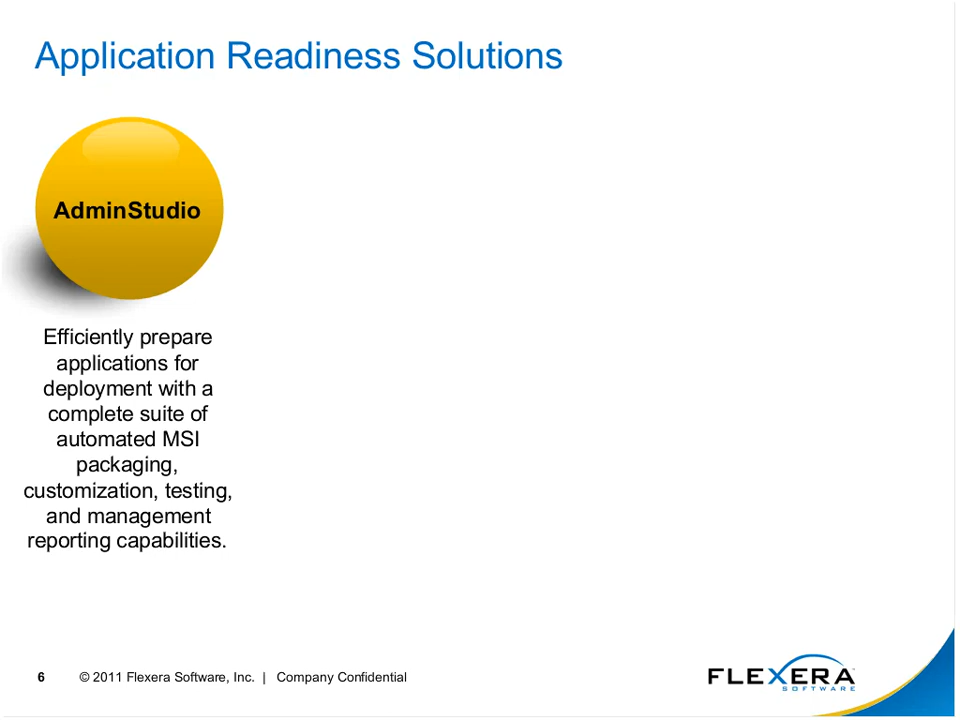 Application Readiness Solutions
AdminStudio
Efficiently prepare
applications for
deployment with a
complete suite of
automated MSI
packaging,
customization, testing,
and management
reporting capabilities.
6 © 2011 Flexera Software, Inc. | Company Confidential
FLEXERA
SOFTWARE